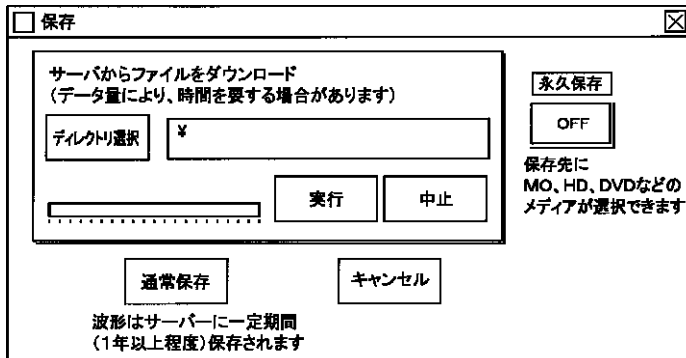 保存
サーバからファイルをダウンロード
(データ量により、時間を要する場合があります)
ディレクトリ選択
¥
実行
中止
永久保存
OFF
保存先に
MO、HD、DVDなどの
メディアが選択できます
通常保存
キャンセル
波形はサーバーに一定期間
(1年以上程度)保存されます